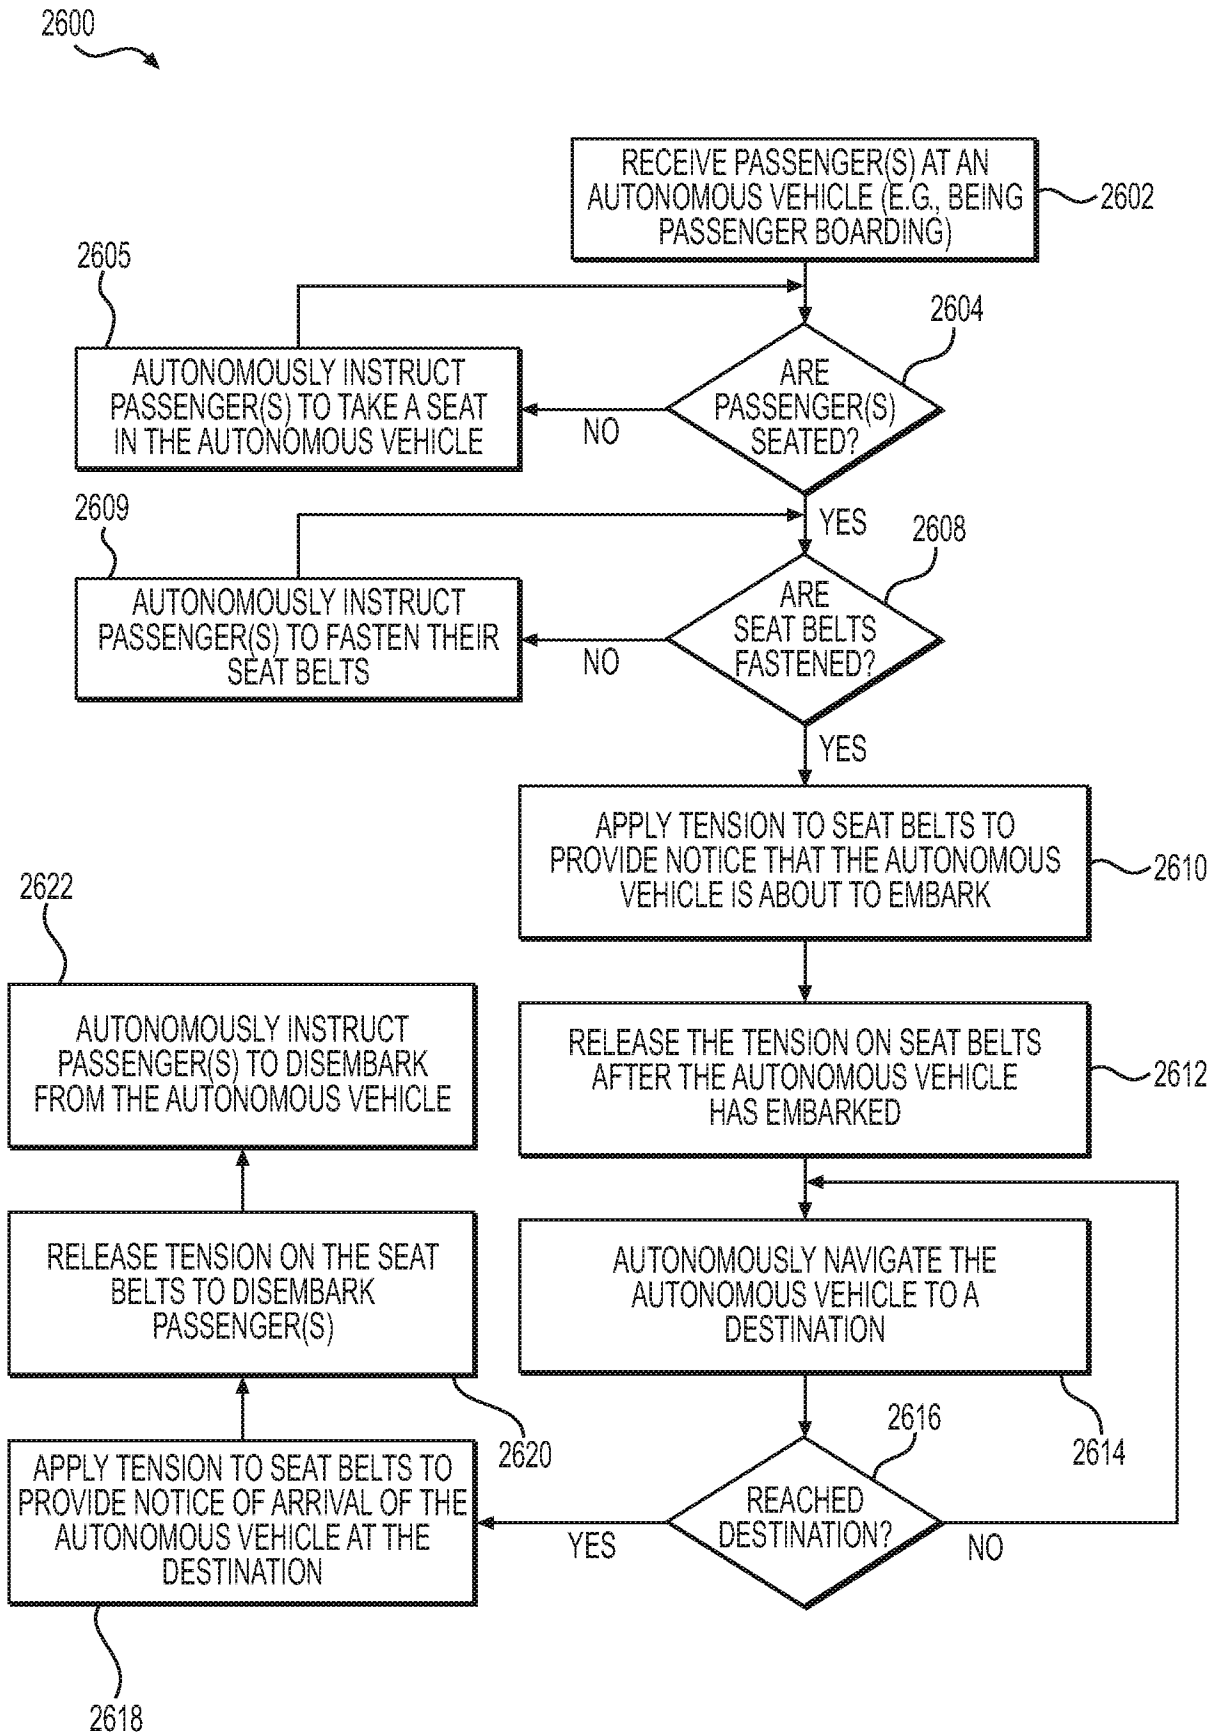 2600
RECEIVE PASSENGER(S) AT AN
AUTONOMOUS VEHICLE (E.G., BEING
PASSENGER BOARDING)
2602
2605
AUTONOMOUSLY INSTRUCT
PASSENGER(S) TO TAKE A SEAT
IN THE AUTONOMOUS VEHICLE
2604
ARE
PASSENGER(S)
SEATED?
NO
YES
2609
AUTONOMOUSLY INSTRUCT
PASSENGER(S) TO FASTEN THEIR
SEAT BELTS
2608
ARE
SEAT BELTS
FASTENED?
NO
YES
APPLY TENSION TO SEAT BELTS TO
PROVIDE NOTICE THAT THE AUTONOMOUS
VEHICLE IS ABOUT TO EMBARK
2610
RELEASE THE TENSION ON SEAT BELTS
AFTER THE AUTONOMOUS VEHICLE
HAS EMBARKED
2612
AUTONOMOUSLY NAVIGATE THE
AUTONOMOUS VEHICLE TO A
DESTINATION
2614
2616
REACHED
DESTINATION?
NO
YES
APPLY TENSION TO SEAT BELTS TO
PROVIDE NOTICE OF ARRIVAL OF THE
AUTONOMOUS VEHICLE AT THE
DESTINATION
2618
RELEASE TENSION ON THE SEAT
BELTS TO DISEMBARK
PASSENGER(S)
2620
2622
AUTONOMOUSLY INSTRUCT
PASSENGER(S) TO DISEMBARK
FROM THE AUTONOMOUS VEHICLE